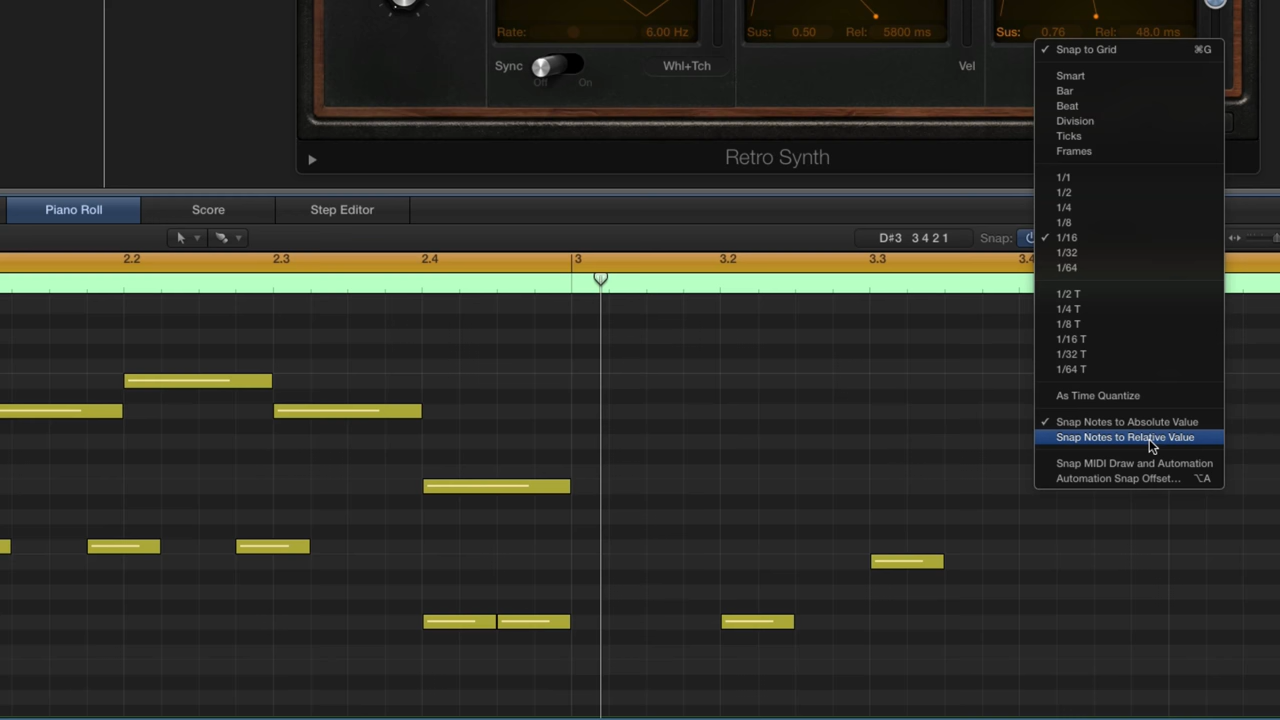 Rate: 6.00 Hz
Sus: 0.50 Rel: 5800 ms
Sus: 0.76 Rel: 48.0 ms
Sync
Off On
Whl+Tch
Vel
Retro Synth
Piano Roll
Score
Step Editor
D#3 3 4 2 1
Snap:
2.2
2.3
2.4
3
3.2
3.3
3.4
✓ Snap to Grid ⌘G
Smart
Bar
Beat
Division
Ticks
Frames
1/1
1/2
1/4
1/8
✓ 1/16
1/32
1/64
1/2 T
1/4 T
1/8 T
1/16 T
1/32 T
1/64 T
As Time Quantize
✓ Snap Notes to Absolute Value
Snap Notes to Relative Value
Snap MIDI Draw and Automation
Automation Snap Offset... ⌥A